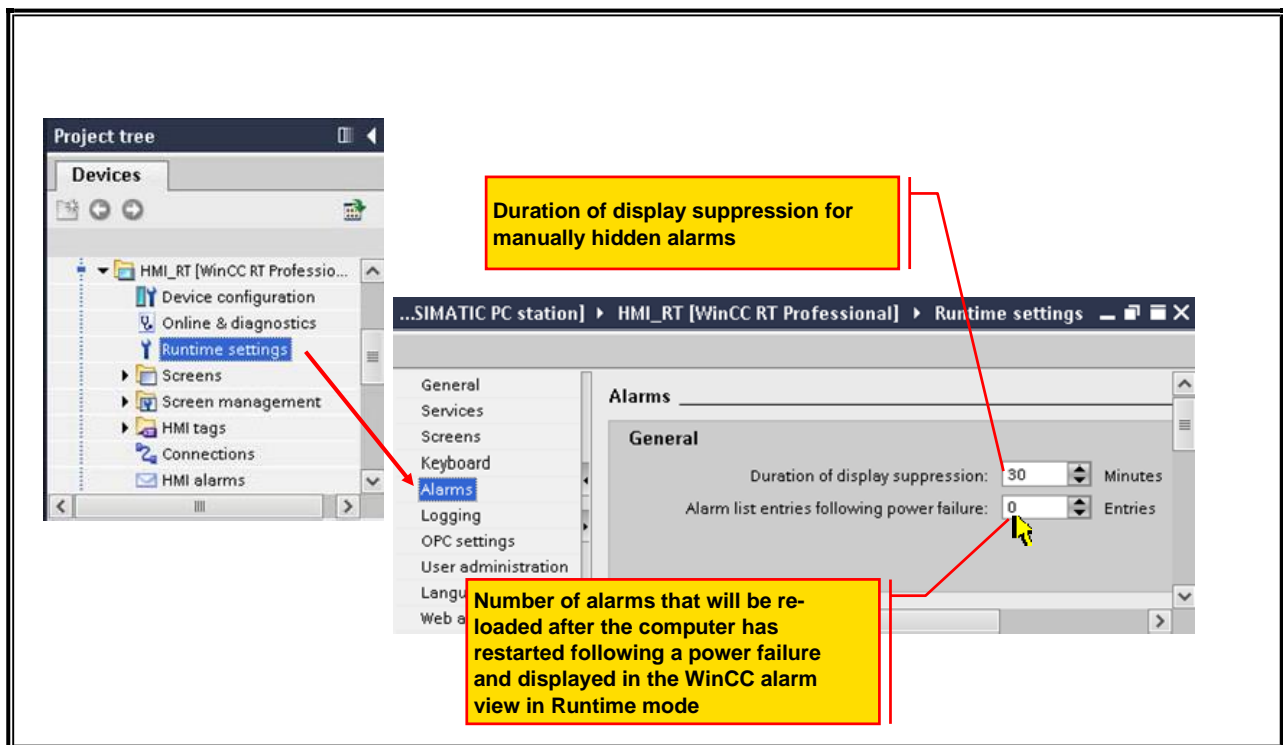 Project tree
Devices
HMI_RT [WinCC RT Professio...
Device configuration
Online & diagnostics
Runtime settings
Screens
Screen management
HMI tags
Connections
HMI alarms
Duration of display suppression for
manually hidden alarms
...SIMATIC PC station] HMI_RT [WinCC RT Professional] Runtime settings
General
Services
Screens
Keyboard
Alarms
Logging
OPC settings
User administration
Langu
Web a
Alarms
General
Duration of display suppression: 30 Minutes
Alarm list entries following power failure: 0 Entries
Number of alarms that will be re-
loaded after the computer has
restarted following a power failure
and displayed in the WinCC alarm
view in Runtime mode